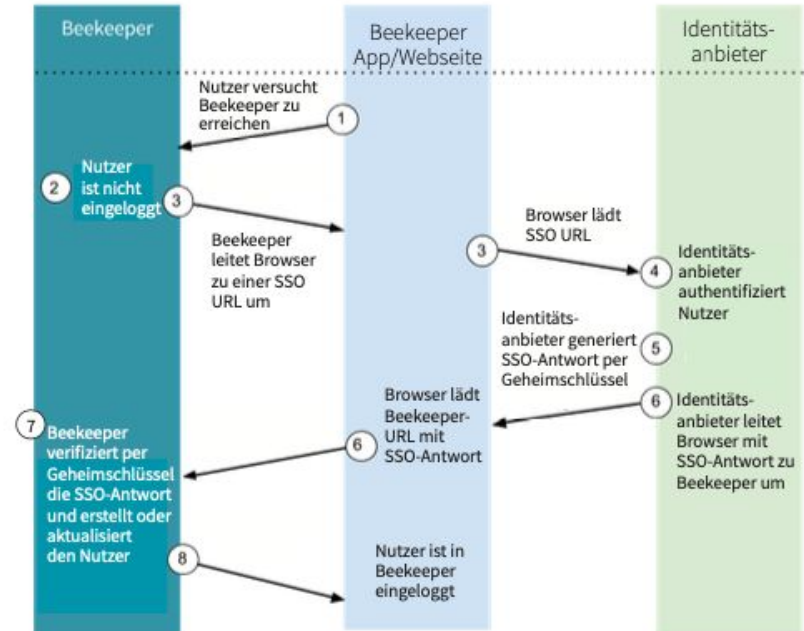 Beekeeper
Beekeeper
App/Webseite
Identitäts-
anbieter
Nutzer versucht
Beekeeper zu
erreichen
1
2
Nutzer
ist nicht
eingeloggt
3
Beekeeper
leitet Browser
zu einer SSO
URL um
3
Browser lädt
SSO URL
4
Identitäts-
anbieter
authentifiziert
Nutzer
Identitäts-
anbieter generiert
SSO-Antwort per
Geheimschlüssel
5
6
Identitäts-
anbieter leitet
Browser mit
SSO-Antwort zu
Beekeeper um
Browser lädt
Beekeeper-
URL mit
SSO-Antwort
6
7
Beekeeper
verifiziert per
Geheimschlüssel
die SSO-Antwort
und erstellt oder
aktualisiert
den Nutzer
8
Nutzer ist in
Beekeeper
eingeloggt